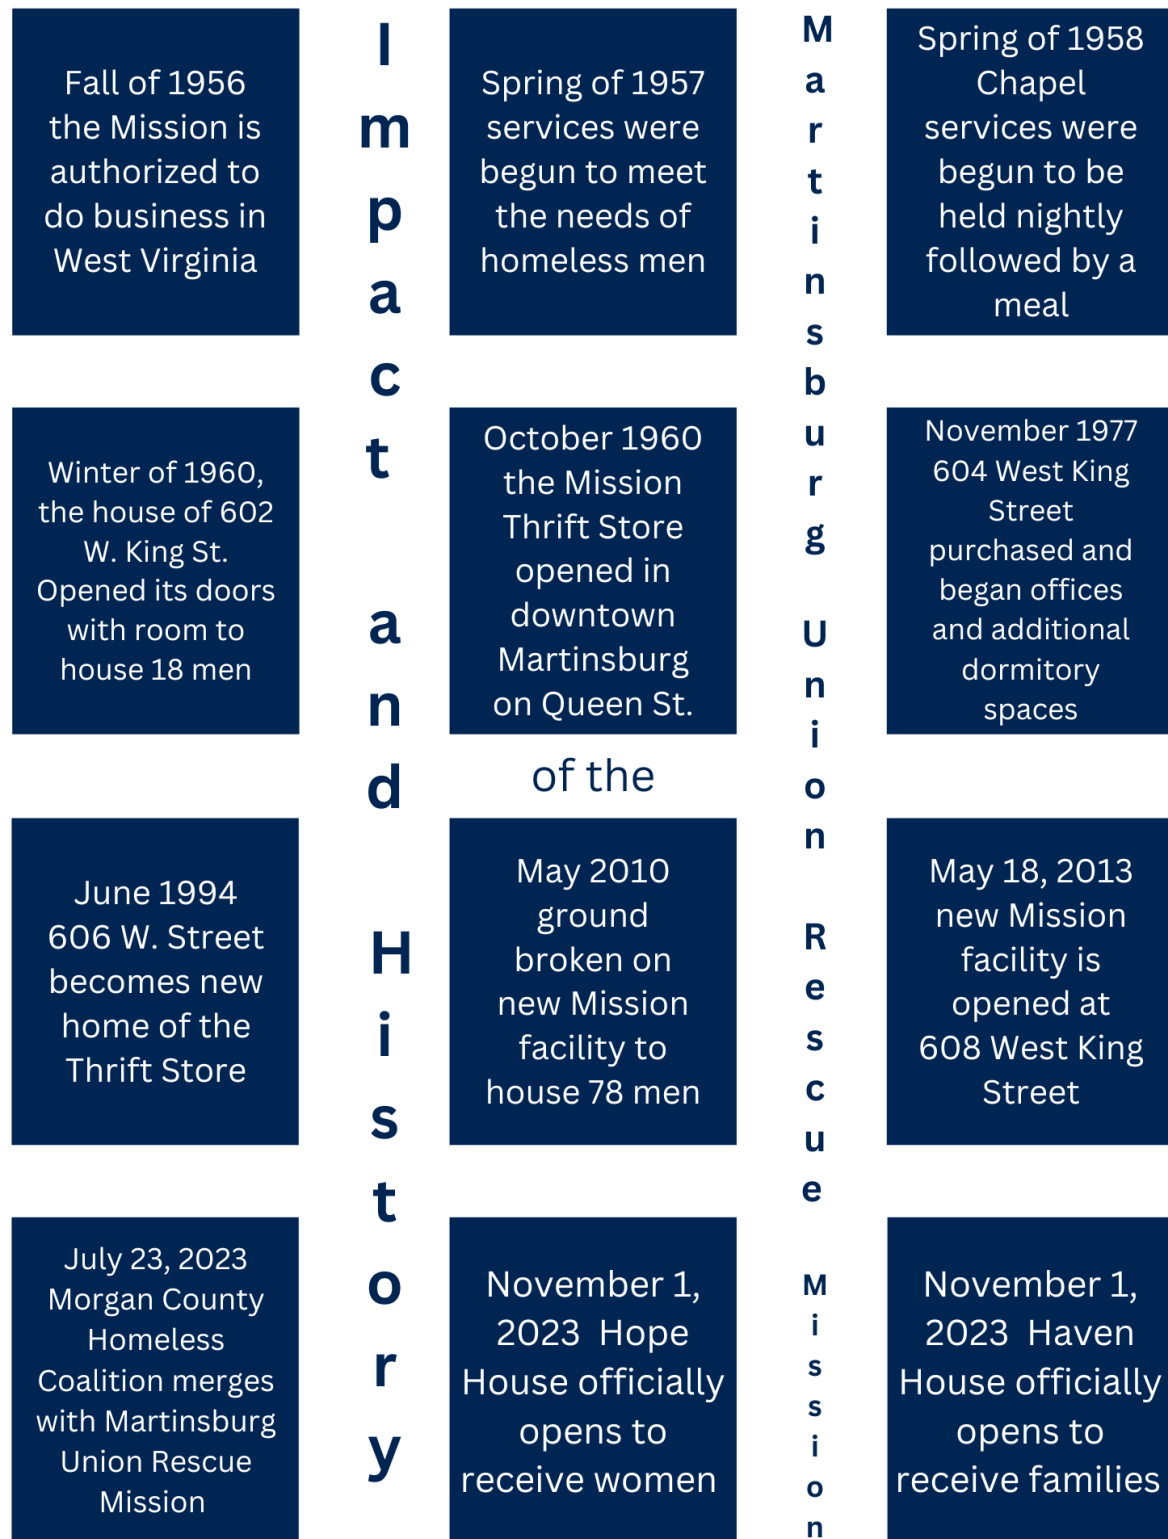 Fall of 1956
the Mission is
authorized to
do business in
West Virginia
Impact and History
Spring of 1957
services were
begun to meet
the needs of
homeless men
Martinsburg Union Rescue Mission
Spring of 1958
Chapel
services were
begun to be
held nightly
followed by a
meal
Winter of 1960,
the house of 602
W. King St.
Opened its doors
with room to
house 18 men
October 1960
the Mission
Thrift Store
opened in
downtown
Martinsburg
on Queen St.
November 1977
604 West King
Street
purchased and
began offices
and additional
dormitory
spaces
of the
June 1994
606 W. Street
becomes new
home of the
Thrift Store
May 2010
ground
broken on
new Mission
facility to
house 78 men
May 18, 2013
new Mission
facility is
opened at
608 West King
Street
July 23, 2023
Morgan County
Homeless
Coalition merges
with Martinsburg
Union Rescue
Mission
November 1,
2023 Hope
House officially
opens to
receive women
November 1,
2023 Haven
House officially
opens to
receive families